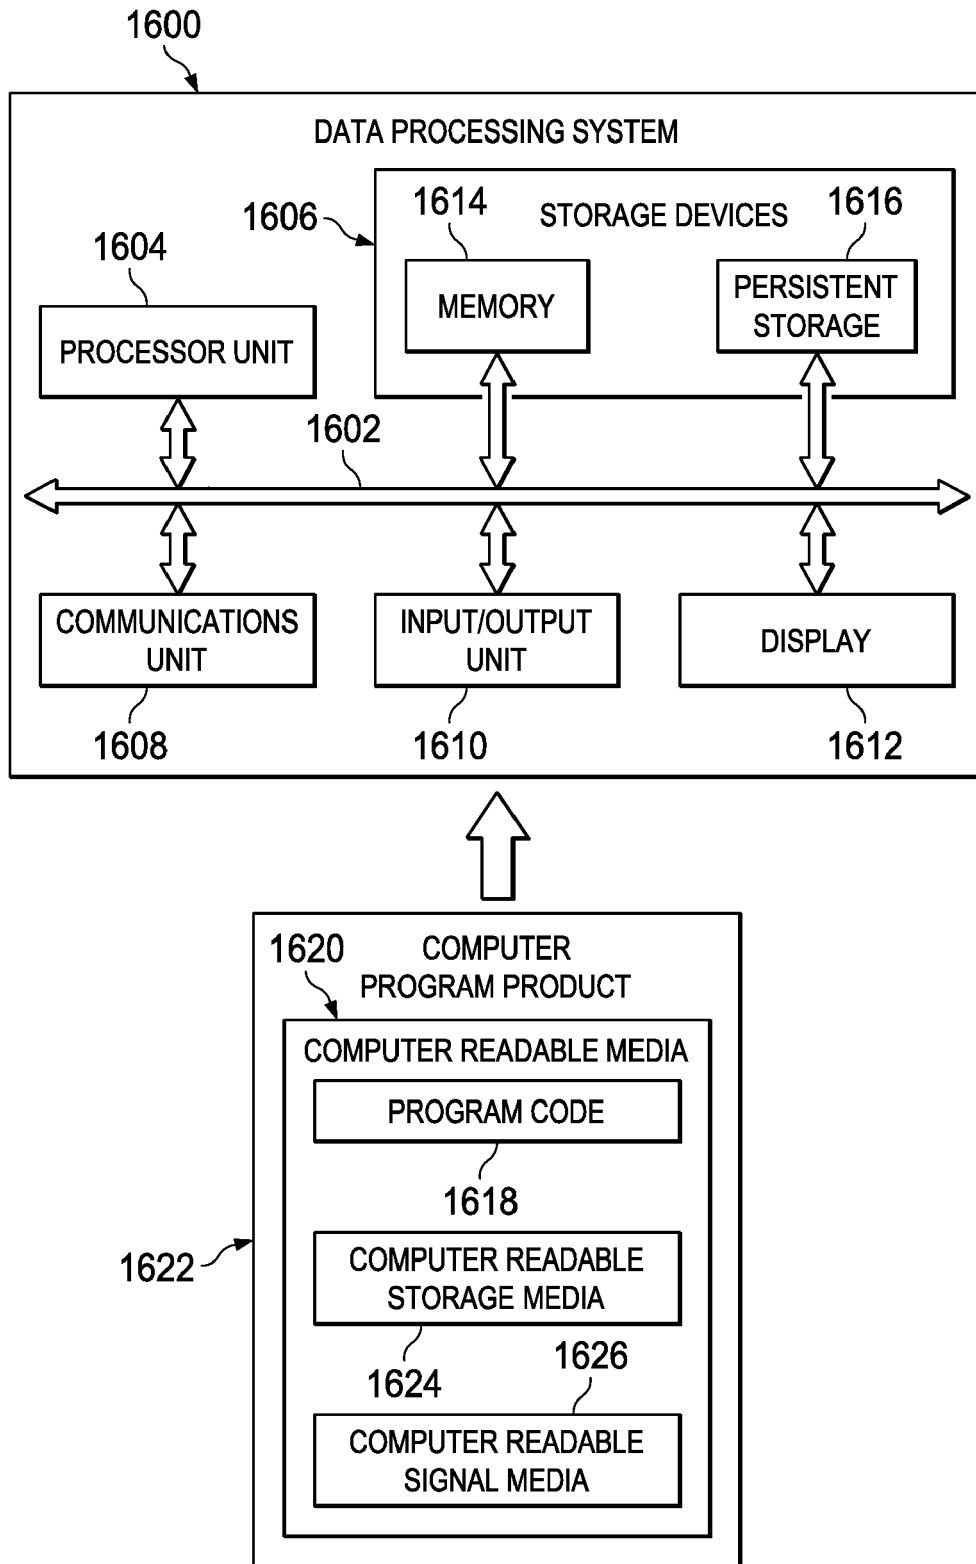 1600
DATA PROCESSING SYSTEM
1606
1614
STORAGE DEVICES
1616
1604
MEMORY
PERSISTENT
STORAGE
PROCESSOR UNIT
1602
COMMUNICATIONS
UNIT
INPUT/OUTPUT
UNIT
DISPLAY
1608
1610
1612
1620
COMPUTER
PROGRAM PRODUCT
COMPUTER READABLE MEDIA
PROGRAM CODE
1618
1622
COMPUTER READABLE
STORAGE MEDIA
1624
1626
COMPUTER READABLE
SIGNAL MEDIA